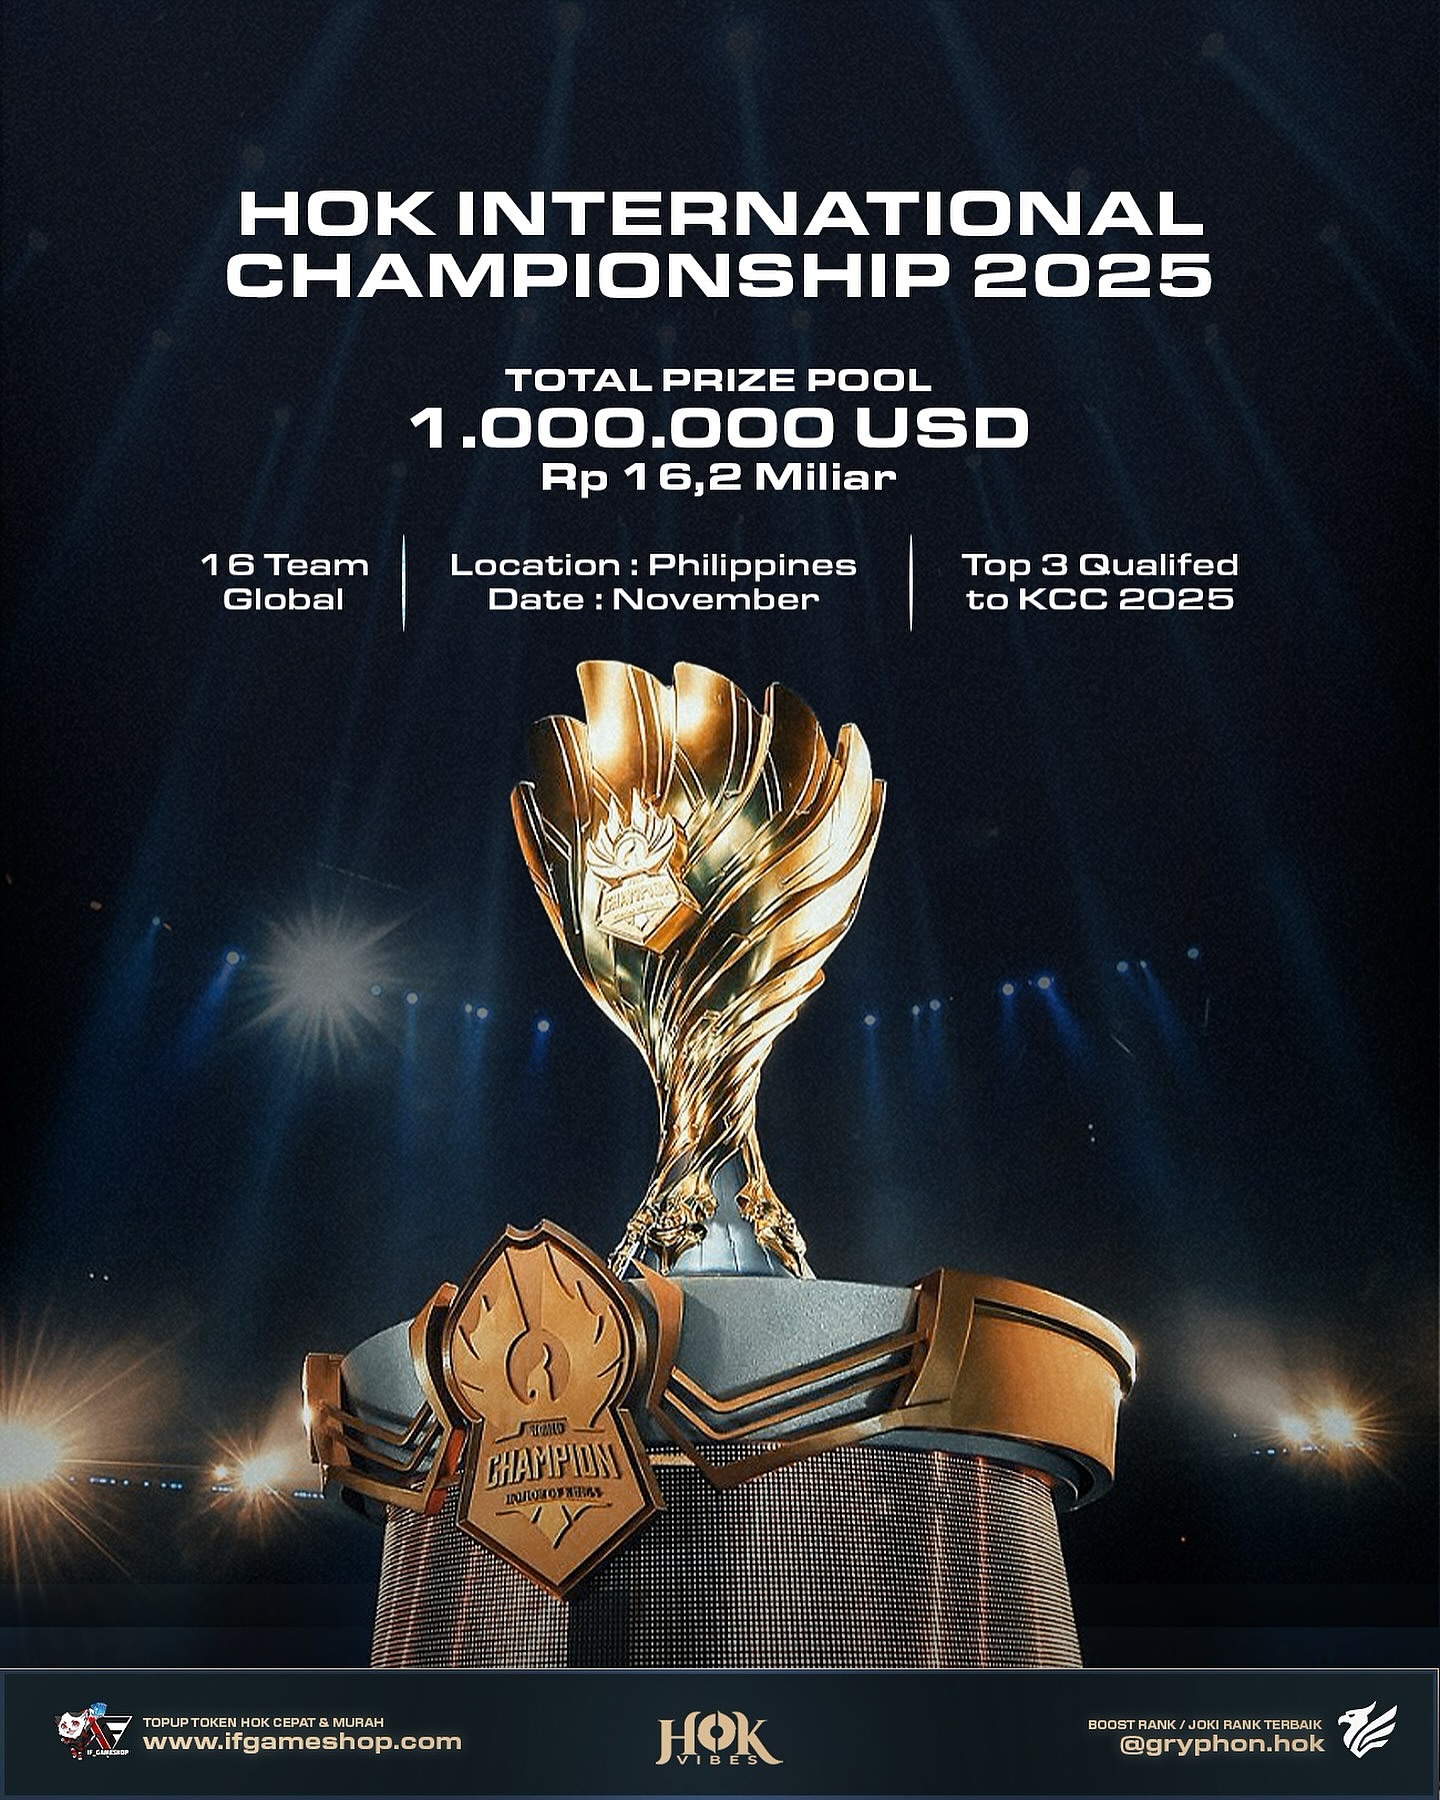 HOK INTERNATIONAL
CHAMPIONSHIP 2025
TOTAL PRIZE POOL
1.000.000 USD
Rp 16,2 Miliar
16 Team
Global
Location : Philippines
Date : November
Top 3 Qualifed
to KCC 2025
CHAMPION
CHAMPION
TOPUP TOKEN HOK CEPAT & MURAH
www.ifgameshop.com
IF_GAMESHOP
HOK
VIBES
BOOST RANK / JOKI RANK TERBAIK
@gryphon.hok